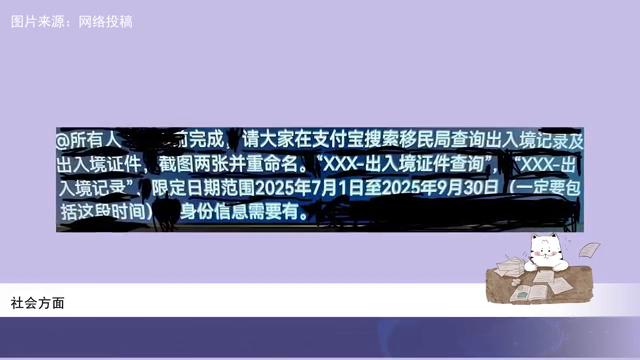 图片来源：网络投稿
@所有人 前完成，请大家在支付宝搜索移民局查询出入境记录及
出入境证件，截图两张并重命名。“XXX-出入境证件查询”，“XXX-出
入境记录”，限定日期范围2025年7月1日至2025年9月30日（一定要包
括这段时间） 身份信息需要有。
社会方面